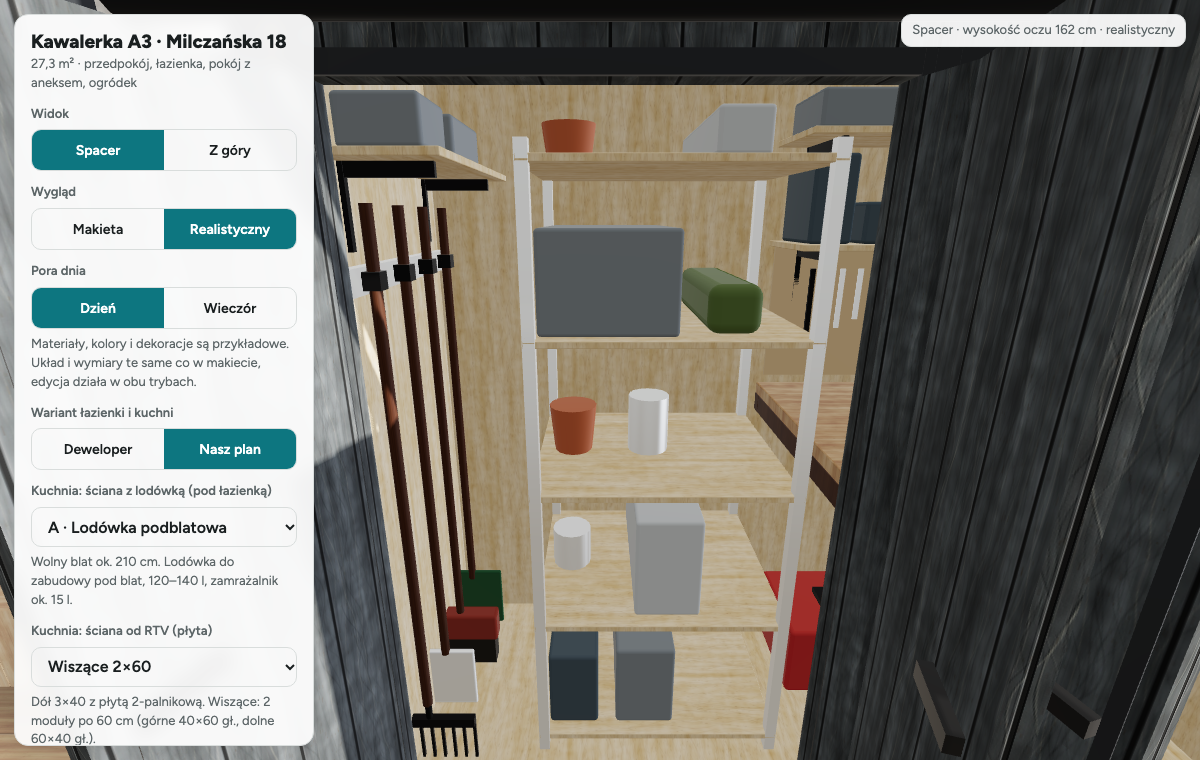 Kawalerka A3 · Milczańska 18
27,3 m² · przedpokój, łazienka, pokój z
aneksem, ogródek
Widok
Spacer
Z góry
Wygląd
Makieta
Realistyczny
Pora dnia
Dzień
Wieczór
Materiały, kolory i dekoracje są przykładowe.
Układ i wymiary te same co w makiecie,
edycja działa w obu trybach.
Wariant łazienki i kuchni
Deweloper
Nasz plan
Kuchnia: ściana z lodówką (pod łazienką)
A · Lodówka podblatowa
Wolny blat ok. 210 cm. Lodówka do
zabudowy pod blat, 120–140 l, zamrażalnik
ok. 15 l.
Kuchnia: ściana od RTV (płyta)
Wiszące 2×60
Dół 3×40 z płytą 2-palnikową. Wiszące: 2
moduły po 60 cm (górne 40×60 gł., dolne
60×40 gł.).
Spacer · wysokość oczu 162 cm · realistyczny